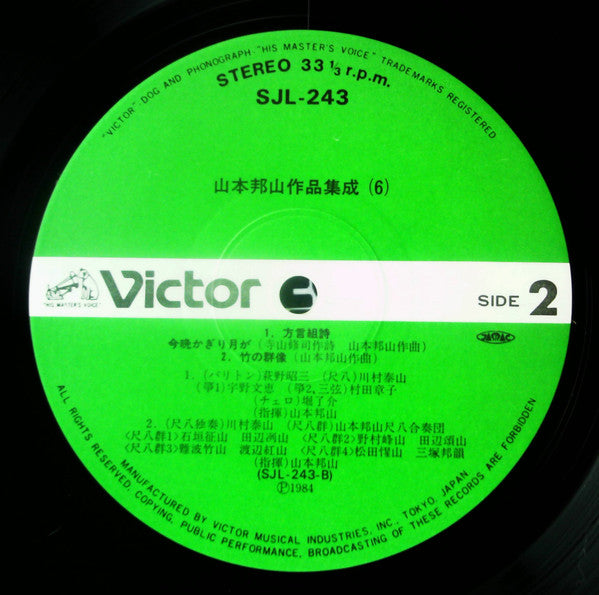 "VICTOR" DOG AND PHONOGRAPH. "HIS MASTER'S VOICE" TRADEMARKS REGISTERED
STEREO 33 1/3 r.p.m.
SJL-243
山本邦山作品集成(6)
"HIS MASTER'S VOICE"
Victor
SIDE 2
JASRAC
1. 方言組詩
今晩かぎり月が(寺山修司作詩 山本邦山作曲)
2. 竹の群像(山本邦山作曲)
1.(バリトン)萩野昭三(尺八)川村泰山
(箏1)宇野文恵 (箏2,三弦)村田章子
(チェロ)堀了介
(指揮)山本邦山
2.(尺八独奏)川村泰山 (尺八群)山本邦山尺八合奏団
〈尺八群1〉石垣征山 田辺冽山〈尺八群2〉野村峰山 田辺頌山
〈尺八群3〉難波竹山 渡辺紅山〈尺八群4〉松田惺山 三塚邦韻
(指揮)山本邦山
(SJL-243-B)
Ⓟ1984
ALL RIGHTS RESERVED. COPYING, PUBLIC PERFORMANCE, BROADCASTING OF THESE RECORDS ARE FORBIDDEN
MANUFACTURED BY VICTOR MUSICAL INDUSTRIES, INC., TOKYO, JAPAN